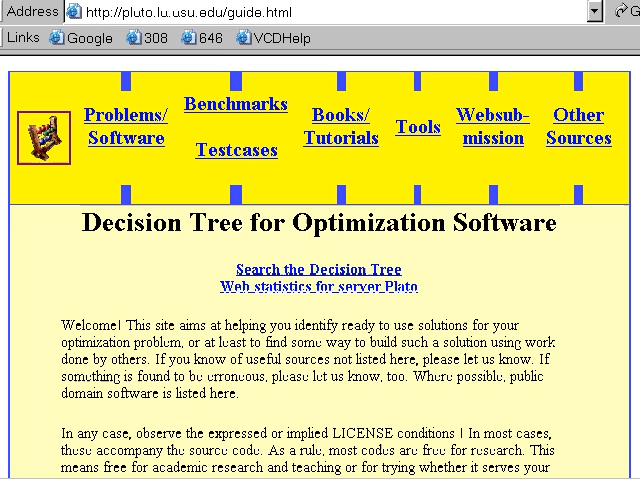 Address http://pluto.lu.usu.edu/guide.html G
Links Google 308 646 VCDHelp
Problems/ Software
Benchmarks
Testcases
Books/ Tutorials
Tools
Websub- mission
Other Sources
Decision Tree for Optimization Software
Search the Decision Tree
Web statistics for server Plato
Welcome! This site aims at helping you identify ready to use solutions for your
optimization problem, or at least to find some way to build such a solution using work
done by others. If you know of useful sources not listed here, please let us know. If
something is found to be erroneous, please let us know, too. Where possible, public
domain software is listed here.
In any case, observe the expressed or implied LICENSE conditions ! In most cases,
these accompany the source code. As a rule, most codes are free for research. This
means free for academic research and teaching or for trying whether it serves your